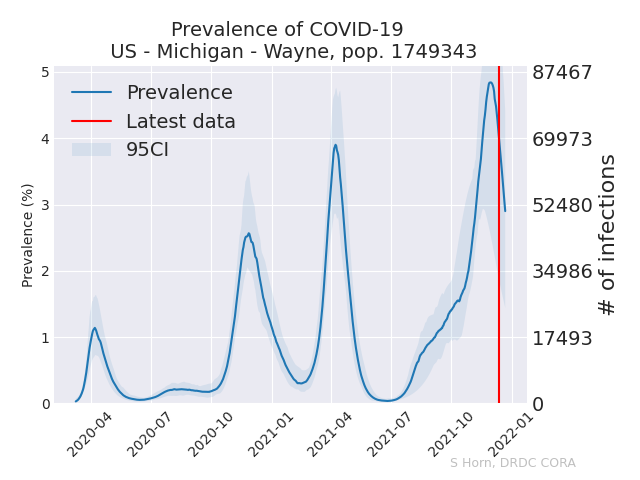 Prevalence of COVID-19
US - Michigan - Wayne, pop. 1749343
Prevalence
Latest data
95CI
Prevalence (%)
5
4
3
2
1
0
87467
69973
52480
34986
17493
0
# of infections
2020-04
2020-07
2020-10
2021-01
2021-04
2021-07
2021-10
2022-01
S Horn, DRDC CORA